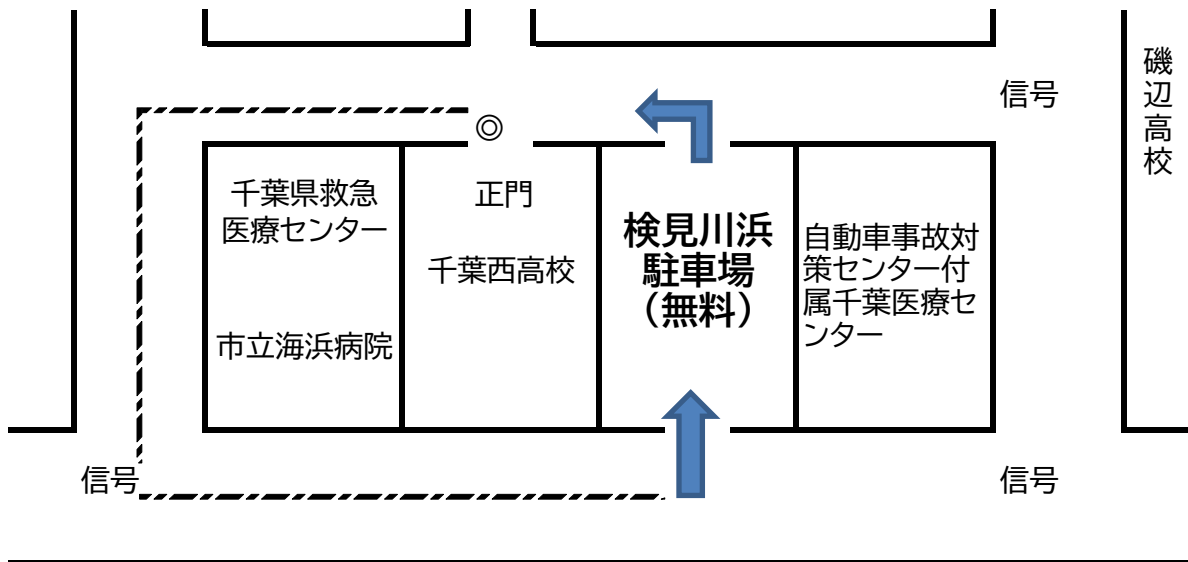 磯辺高校
信号
◎
千葉県救急
医療センター
市立海浜病院
正門
千葉西高校
検見川浜
駐車場
（無料）
自動車事故対
策センター付
属千葉医療セ
ンター
信号
信号